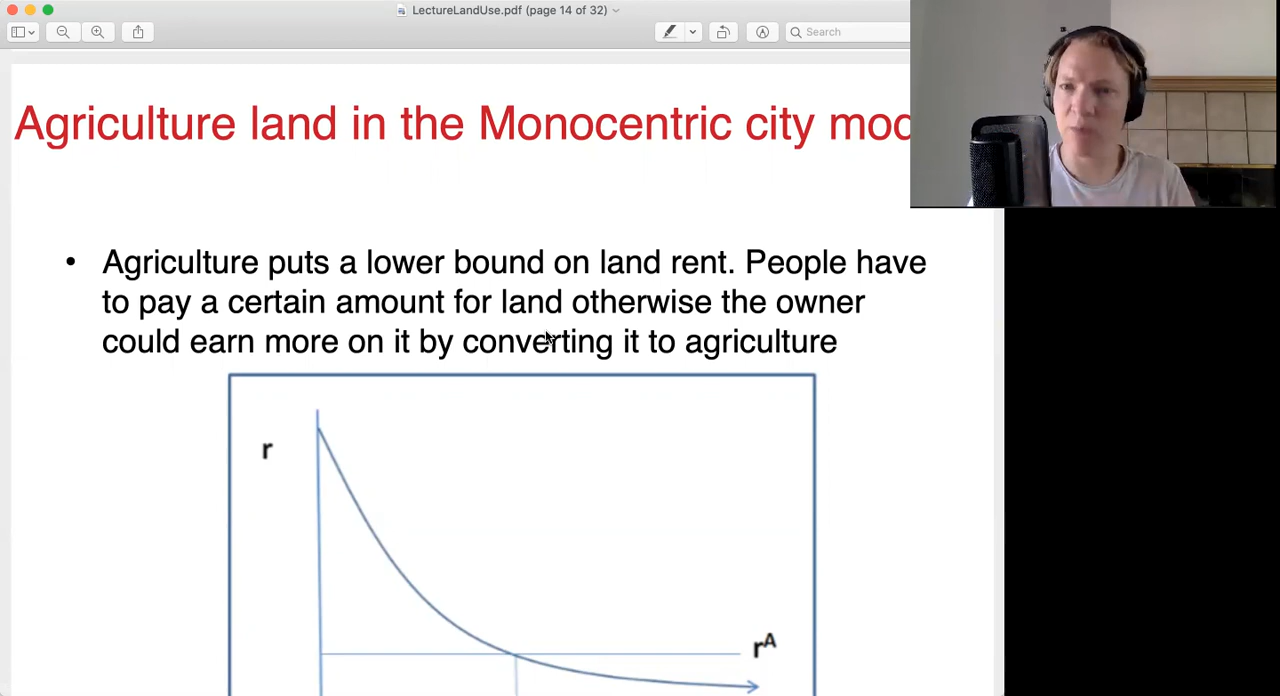 LectureLandUse.pdf (page 14 of 32)
Search
Agriculture land in the Monocentric city mod
• Agriculture puts a lower bound on land rent. People have
to pay a certain amount for land otherwise the owner
could earn more on it by converting it to agriculture
r
rᴬ